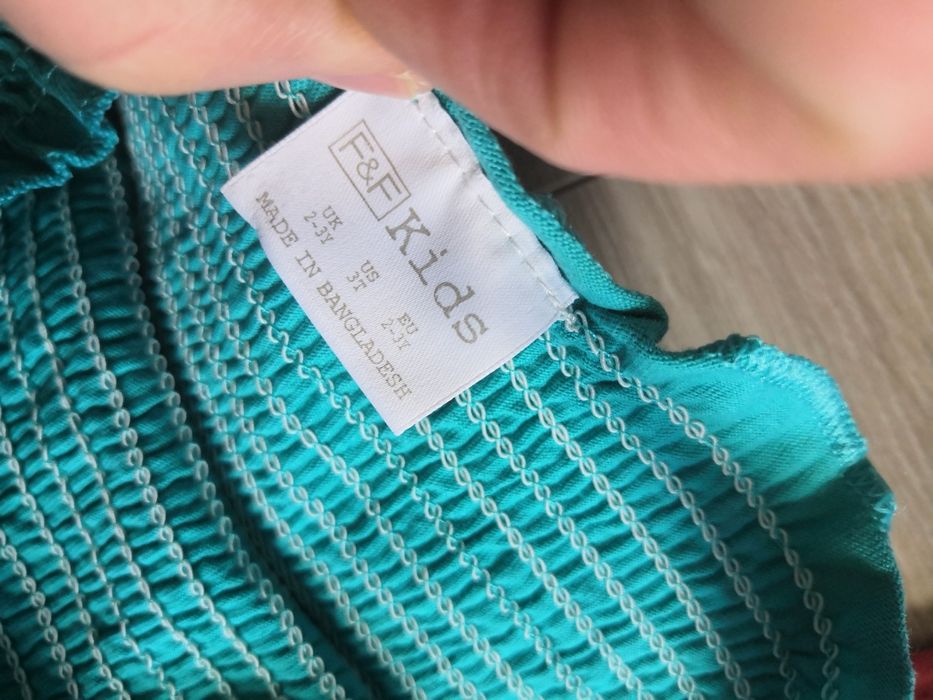 F&F Kids
UK US EU
2-3Y 3T 2-3Y
MADE IN BANGLADESH